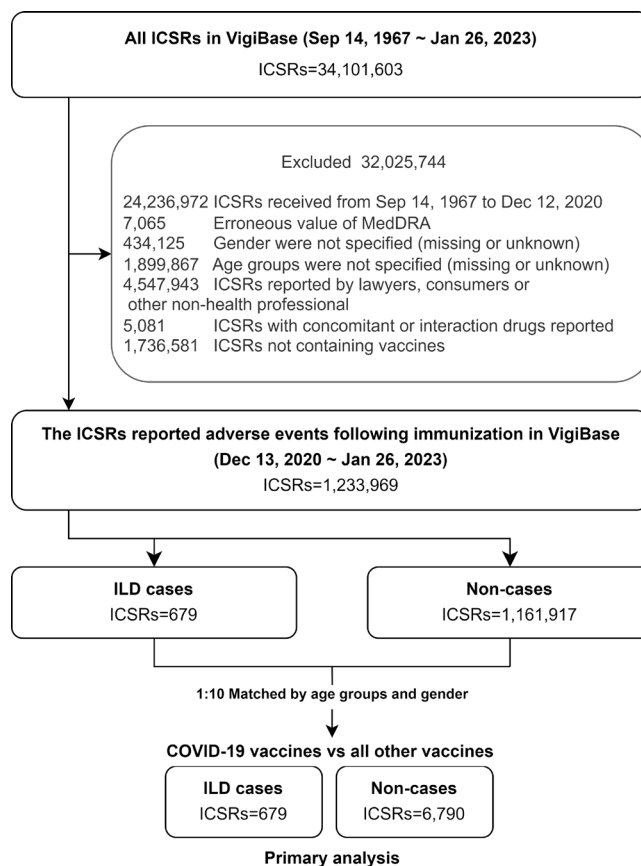 All ICSRs in VigiBase (Sep 14, 1967 ~ Jan 26, 2023)
ICSRs=34,101,603
Excluded 32,025,744
24,236,972 ICSRs received from Sep 14, 1967 to Dec 12, 2020
7,065 Erroneous value of MedDRA
434,125 Gender were not specified (missing or unknown)
1,899,867 Age groups were not specified (missing or unknown)
4,547,943 ICSRs reported by lawyers, consumers or
other non-health professional
5,081 ICSRs with concomitant or interaction drugs reported
1,736,581 ICSRs not containing vaccines
The ICSRs reported adverse events following immunization in VigiBase
(Dec 13, 2020 ~ Jan 26, 2023)
ICSRs=1,233,969
ILD cases
ICSRs=679
Non-cases
ICSRs=1,161,917
1:10 Matched by age groups and gender
COVID-19 vaccines vs all other vaccines
ILD cases
ICSRs=679
Non-cases
ICSRs=6,790
Primary analysis